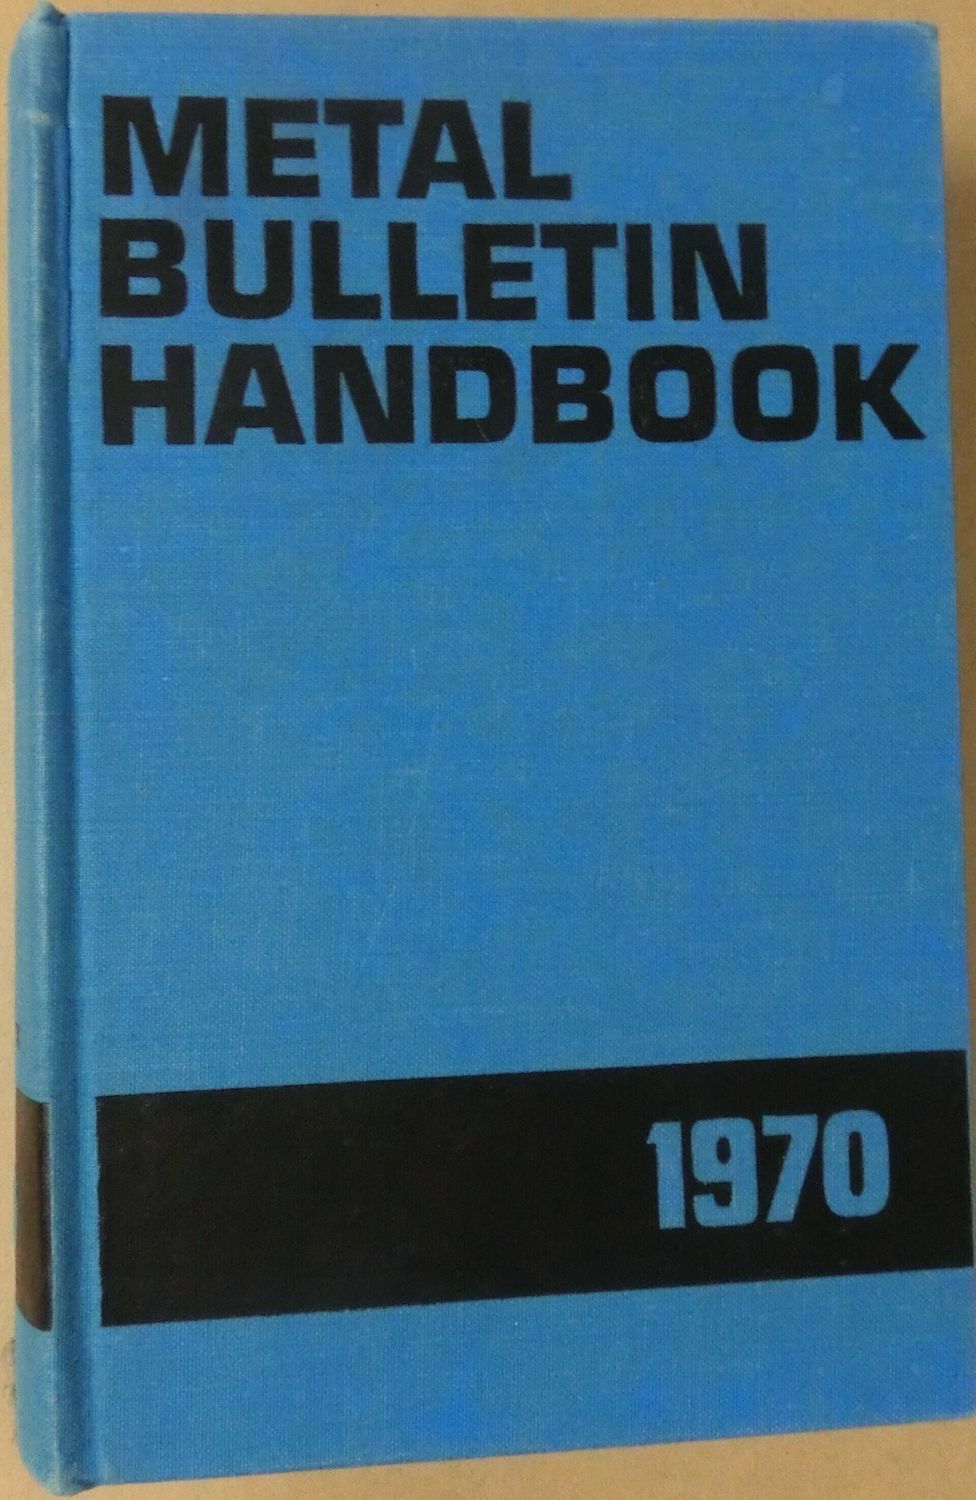 METAL
BULLETIN
HANDBOOK
1970